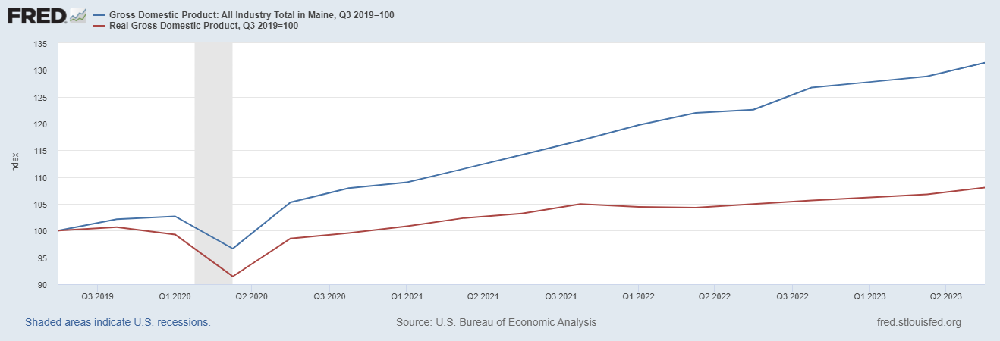 FRED
Gross Domestic Product: All Industry Total in Maine, Q3 2019=100
Real Gross Domestic Product, Q3 2019=100
135
130
125
120
115
110
105
100
95
90
Index
Q3 2019 Q1 2020 Q2 2020 Q3 2020 Q1 2021 Q2 2021 Q3 2021 Q1 2022 Q2 2022 Q3 2022 Q1 2023 Q2 2023
Shaded areas indicate U.S. recessions. Source: U.S. Bureau of Economic Analysis fred.stlouisfed.org